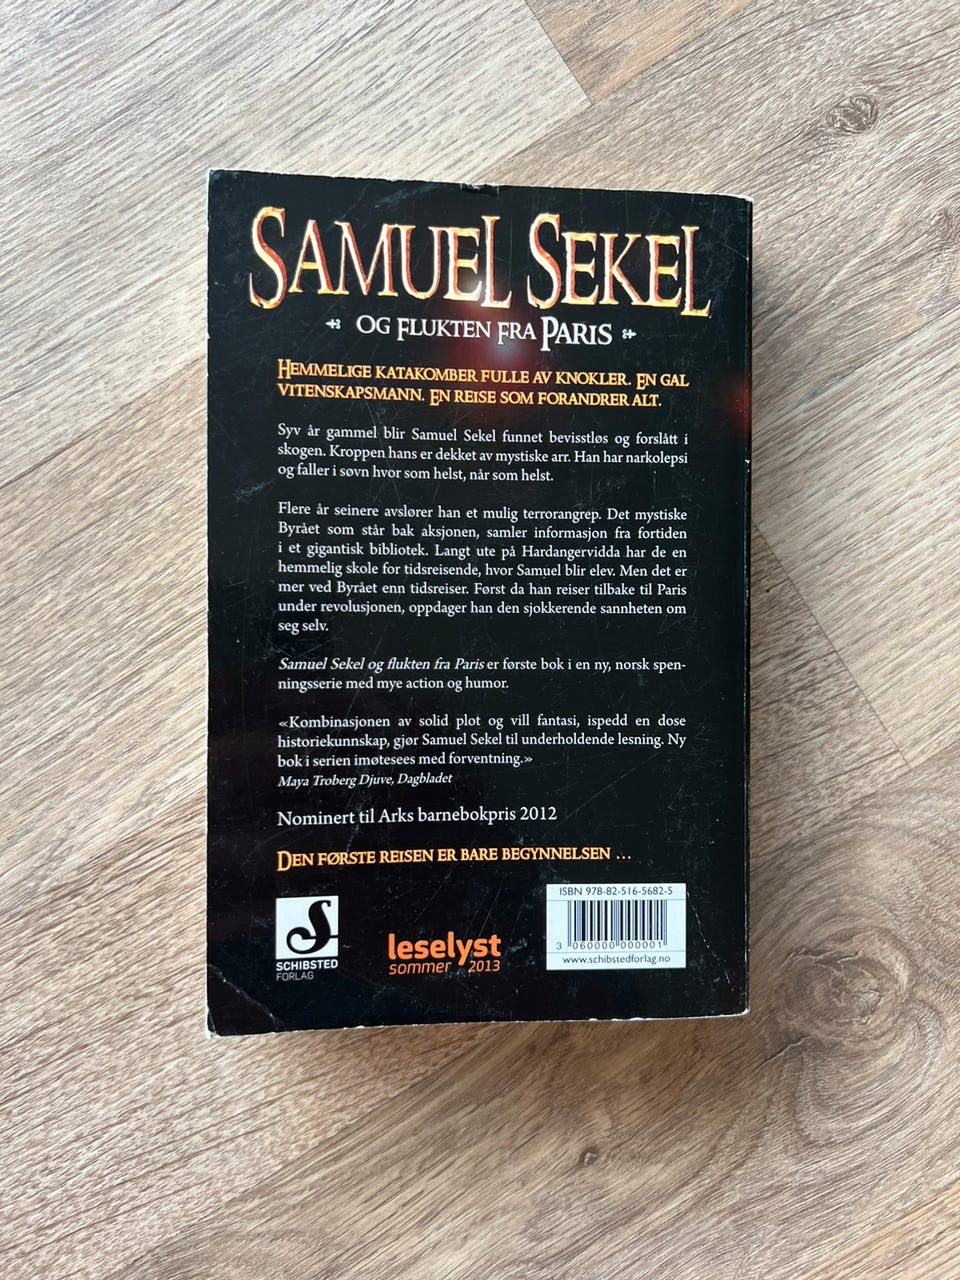 SAMUEL SEKEL
OG FLUKTEN FRA PARIS
HEMMELIGE KATAKOMBER FULLE AV KNOKLER. EN GAL
VITENSKAPSMANN. EN REISE SOM FORANDRER ALT.
Syv år gammel blir Samuel Sekel funnet bevisstløs og forslått i
skogen. Kroppen hans er dekket av mystiske arr. Han har narkolepsi
og faller i søvn hvor som helst, når som helst.
Flere år seinere avslører han et mulig terrorangrep. Det mystiske
Byrået som står bak aksjonen, samler informasjon fra fortiden
i et gigantisk bibliotek. Langt ute på Hardangervidda har de en
hemmelig skole for tidsreisende, hvor Samuel blir elev. Men det er
mer ved Byrået enn tidsreiser. Først da han reiser tilbake til Paris
under revolusjonen, oppdager han den sjokkerende sannheten om
seg selv.
Samuel Sekel og flukten fra Paris er første bok i en ny, norsk spen-
ningsserie med mye action og humor.
«Kombinasjonen av solid plot og vill fantasi, ispedd en dose
historiekunnskap, gjør Samuel Sekel til underholdende lesning. Ny
bok i serien imøtesees med forventning.»
Maya Troberg Djuve, Dagbladet
Nominert til Arks barnebokpris 2012
DEN FØRSTE REISEN ER BARE BEGYNNELSEN ...
S
SCHIBSTED
FORLAG
leselyst
sommer 2013
ISBN 978-82-516-5682-5
3 060000 000001
www.schibstedforlag.no